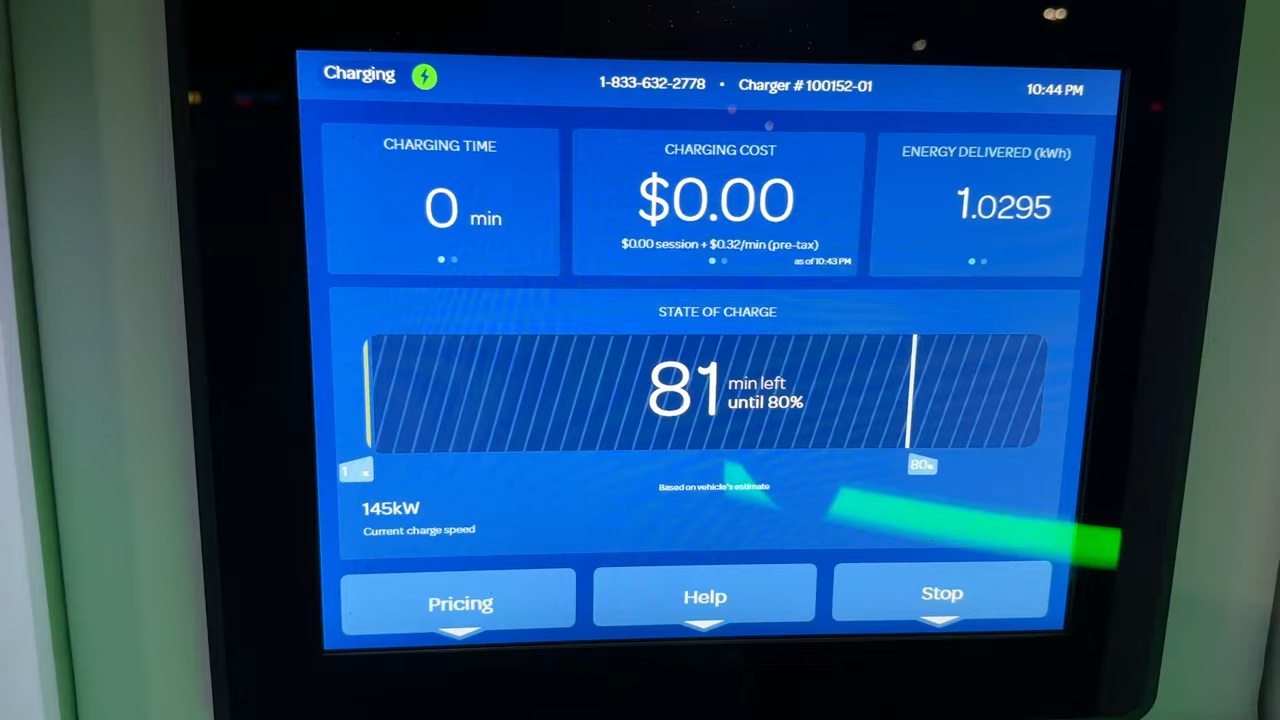 Charging
1-833-632-2778 • Charger # 100152-01
10:44 PM
CHARGING TIME
0 min
CHARGING COST
$0.00
$0.00 session + $0.32/min (pre-tax)
as of 10:43 PM
ENERGY DELIVERED (kWh)
1.0295
STATE OF CHARGE
81 min left
until 80%
1 %
80%
Based on vehicle's estimate
145kW
Current charge speed
Pricing
Help
Stop